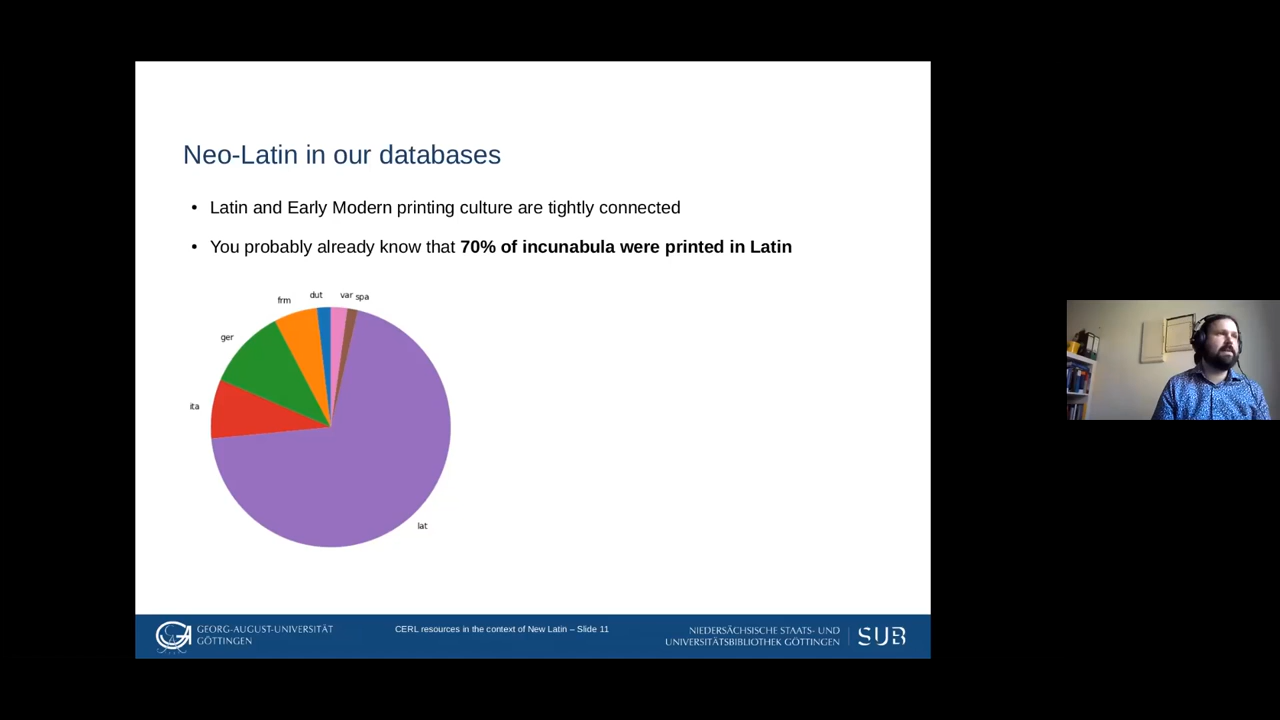 Neo-Latin in our databases
• Latin and Early Modern printing culture are tightly connected
• You probably already know that 70% of incunabula were printed in Latin
dut
var
spa
frm
ger
ita
lat
GEORG-AUGUST-UNIVERSITÄT
GÖTTINGEN
CERL resources in the context of New Latin – Slide 11
NIEDERSÄCHSISCHE STAATS- UND
UNIVERSITÄTSBIBLIOTHEK GÖTTINGEN
SUB